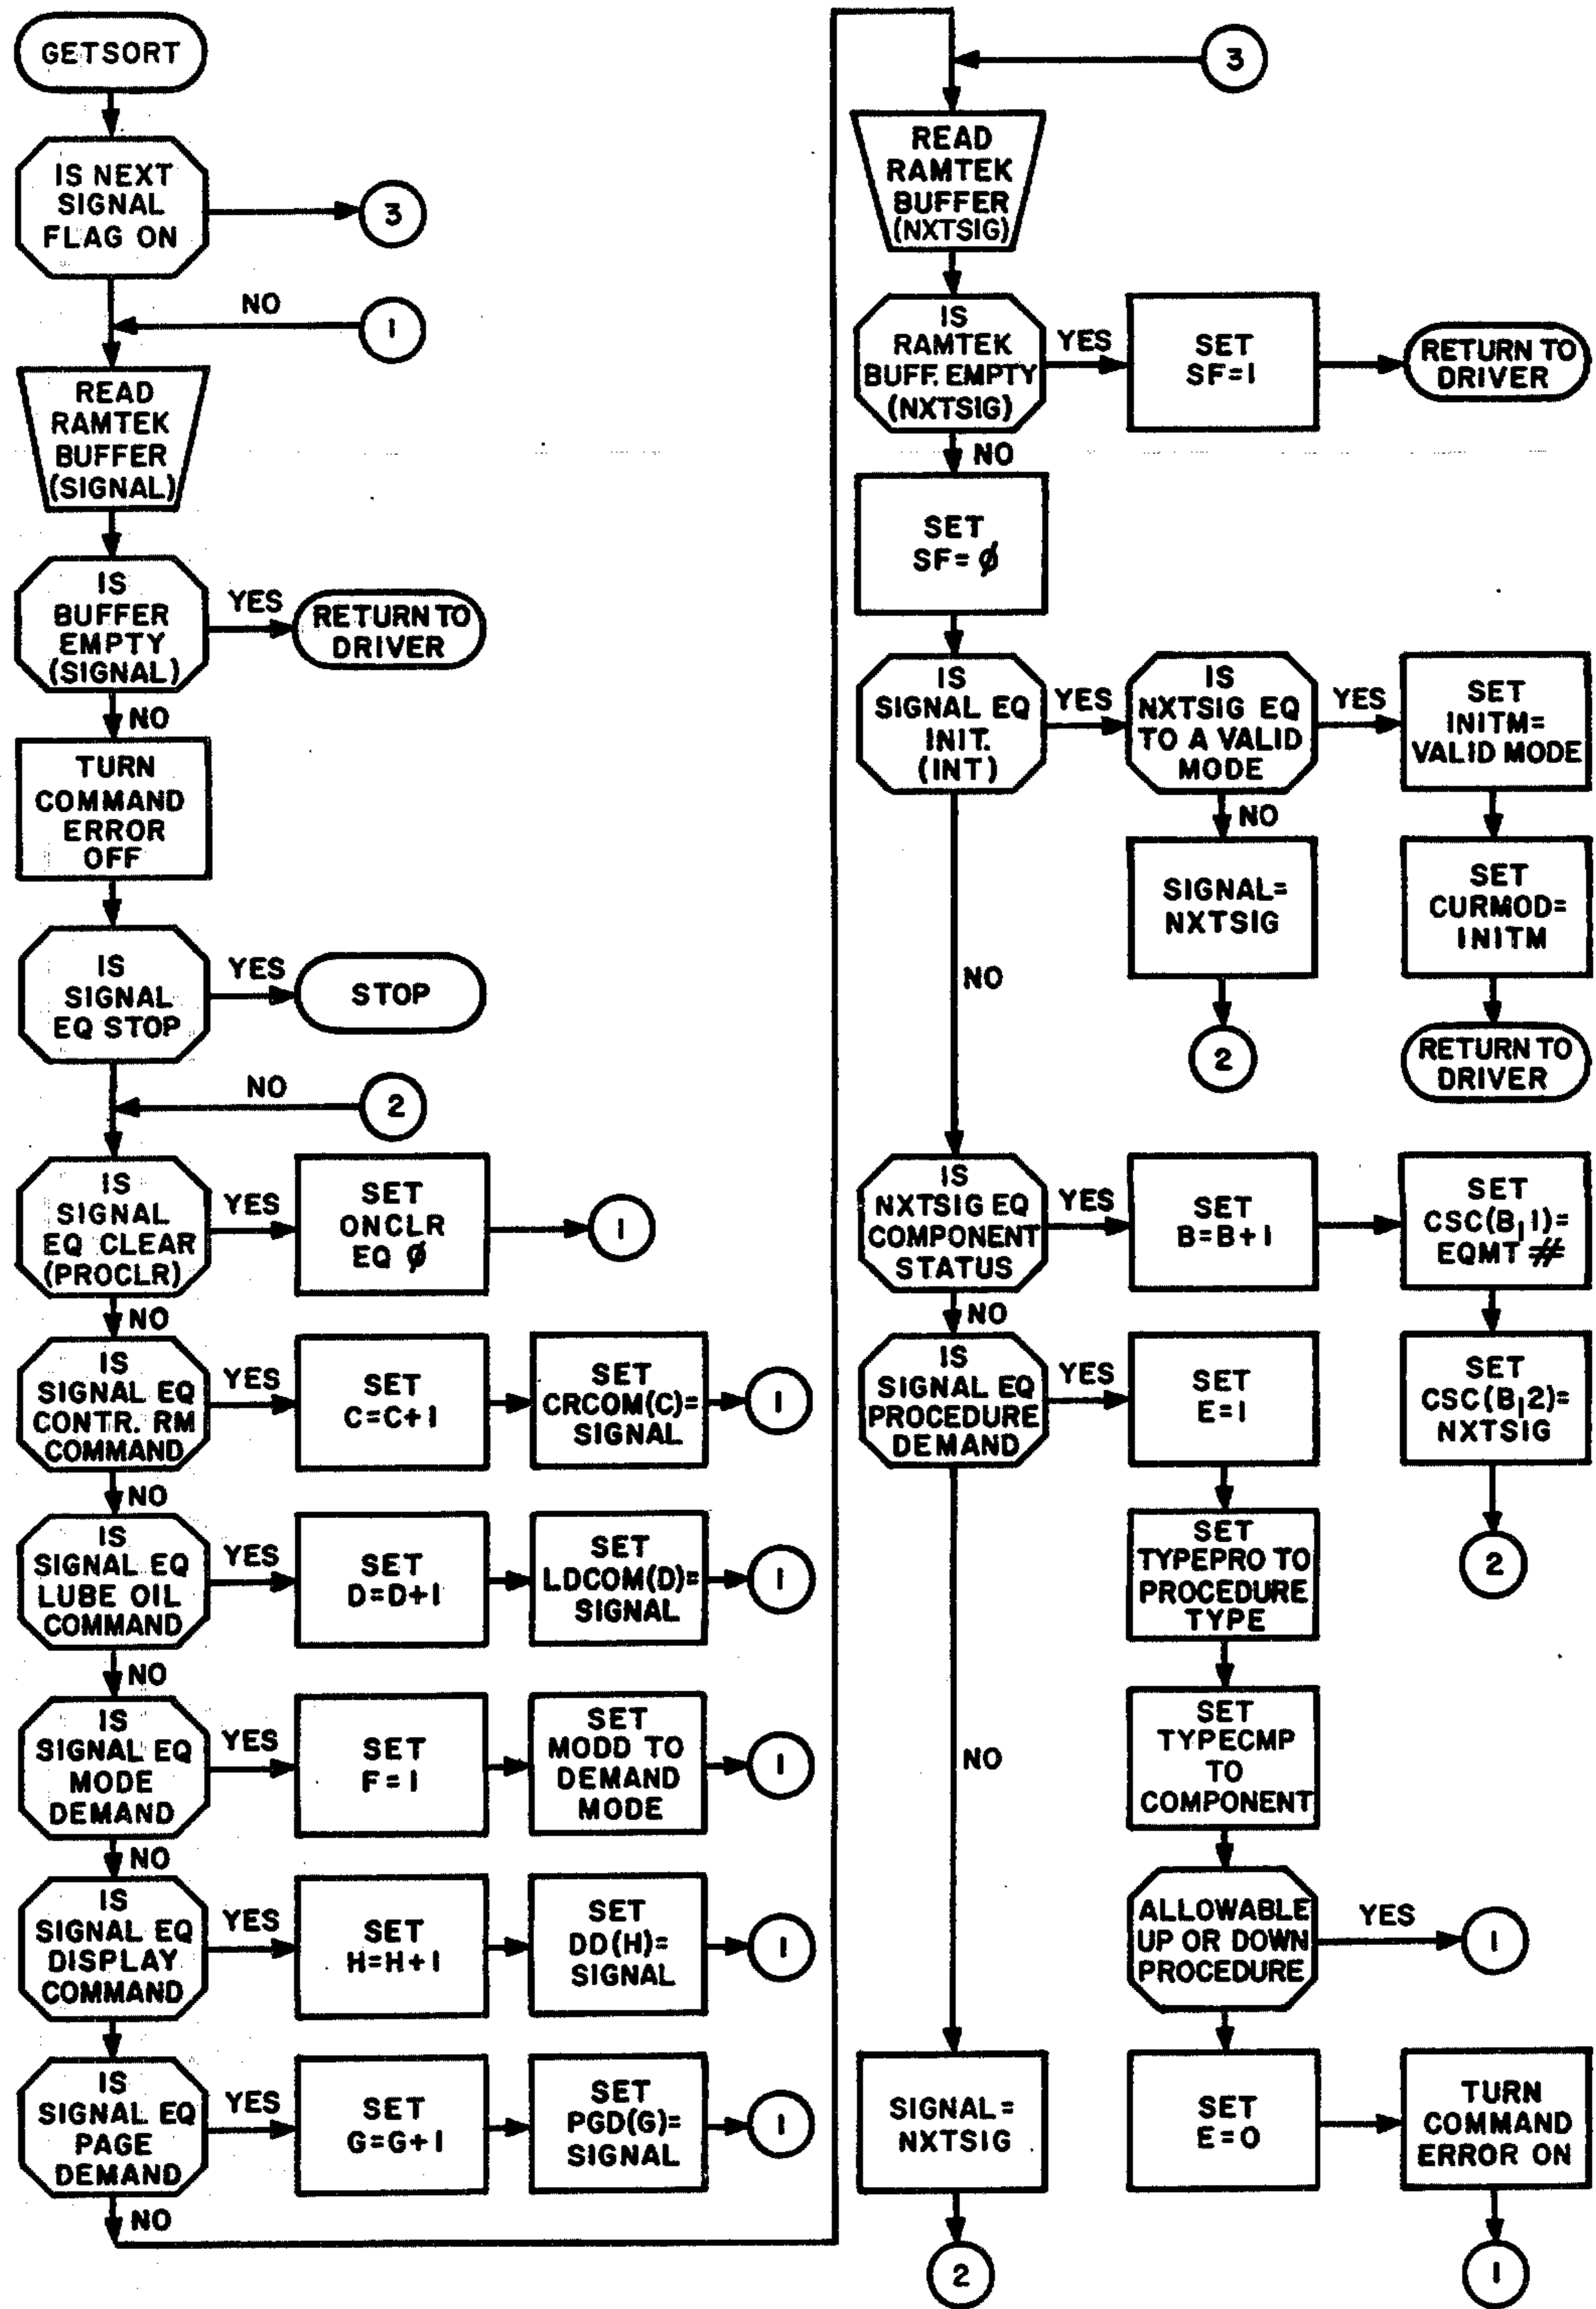 GETSORT
IS NEXT
SIGNAL
FLAG ON
3
NO
1
READ
RAMTEK
BUFFER
(SIGNAL)
IS
BUFFER
EMPTY
(SIGNAL)
YES
RETURN TO
DRIVER
NO
TURN
COMMAND
ERROR
OFF
IS
SIGNAL
EQ STOP
YES
STOP
NO
2
IS
SIGNAL
EQ CLEAR
(PROCLR)
YES
SET
ONCLR
EQ Ø
1
NO
IS
SIGNAL EQ
CONTR. RM
COMMAND
YES
SET
C=C+1
SET
CRCOM(C)=
SIGNAL
1
NO
IS
SIGNAL EQ
LUBE OIL
COMMAND
YES
SET
D=D+1
SET
LDCOM(D)=
SIGNAL
1
NO
IS
SIGNAL EQ
MODE
DEMAND
YES
SET
F=1
SET
MODD TO
DEMAND
MODE
1
NO
IS
SIGNAL EQ
DISPLAY
COMMAND
YES
SET
H=H+1
SET
DD(H)=
SIGNAL
1
IS
SIGNAL EQ
PAGE
DEMAND
YES
SET
G=G+1
SET
PGD(G)=
SIGNAL
1
NO
3
READ
RAMTEK
BUFFER
(NXTSIG)
IS
RAMTEK
BUFF. EMPTY
(NXTSIG)
YES
SET
SF=1
RETURN TO
DRIVER
NO
SET
SF=Ø
IS
SIGNAL EQ
INIT.
(INT)
YES
IS
NXTSIG EQ
TO A VALID
MODE
YES
SET
INITM=
VALID MODE
NO
SIGNAL=
NXTSIG
2
SET
CURMOD=
INITM
RETURN TO
DRIVER
NO
IS
NXTSIG EQ
COMPONENT
STATUS
YES
SET
B=B+1
SET
CSC(B,1)=
EQMT #
SET
CSC(B,2)=
NXTSIG
2
NO
IS
SIGNAL EQ
PROCEDURE
DEMAND
YES
SET
E=1
SET
TYPEPRO TO
PROCEDURE
TYPE
SET
TYPECMP
TO
COMPONENT
ALLOWABLE
UP OR DOWN
PROCEDURE
YES
1
SET
E=0
TURN
COMMAND
ERROR ON
1
NO
SIGNAL=
NXTSIG
2